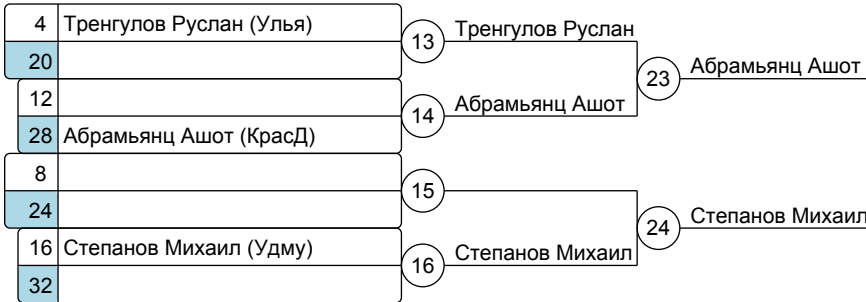 4 Тренгулов Руслан (Улья)
20
13 Тренгулов Руслан
12
28 Абрамьянц Ашот (КрасД)
14 Абрамьянц Ашот
23 Абрамьянц Ашот
8
24
15
16 Степанов Михаил (Удму)
32
16 Степанов Михаил
24 Степанов Михаил